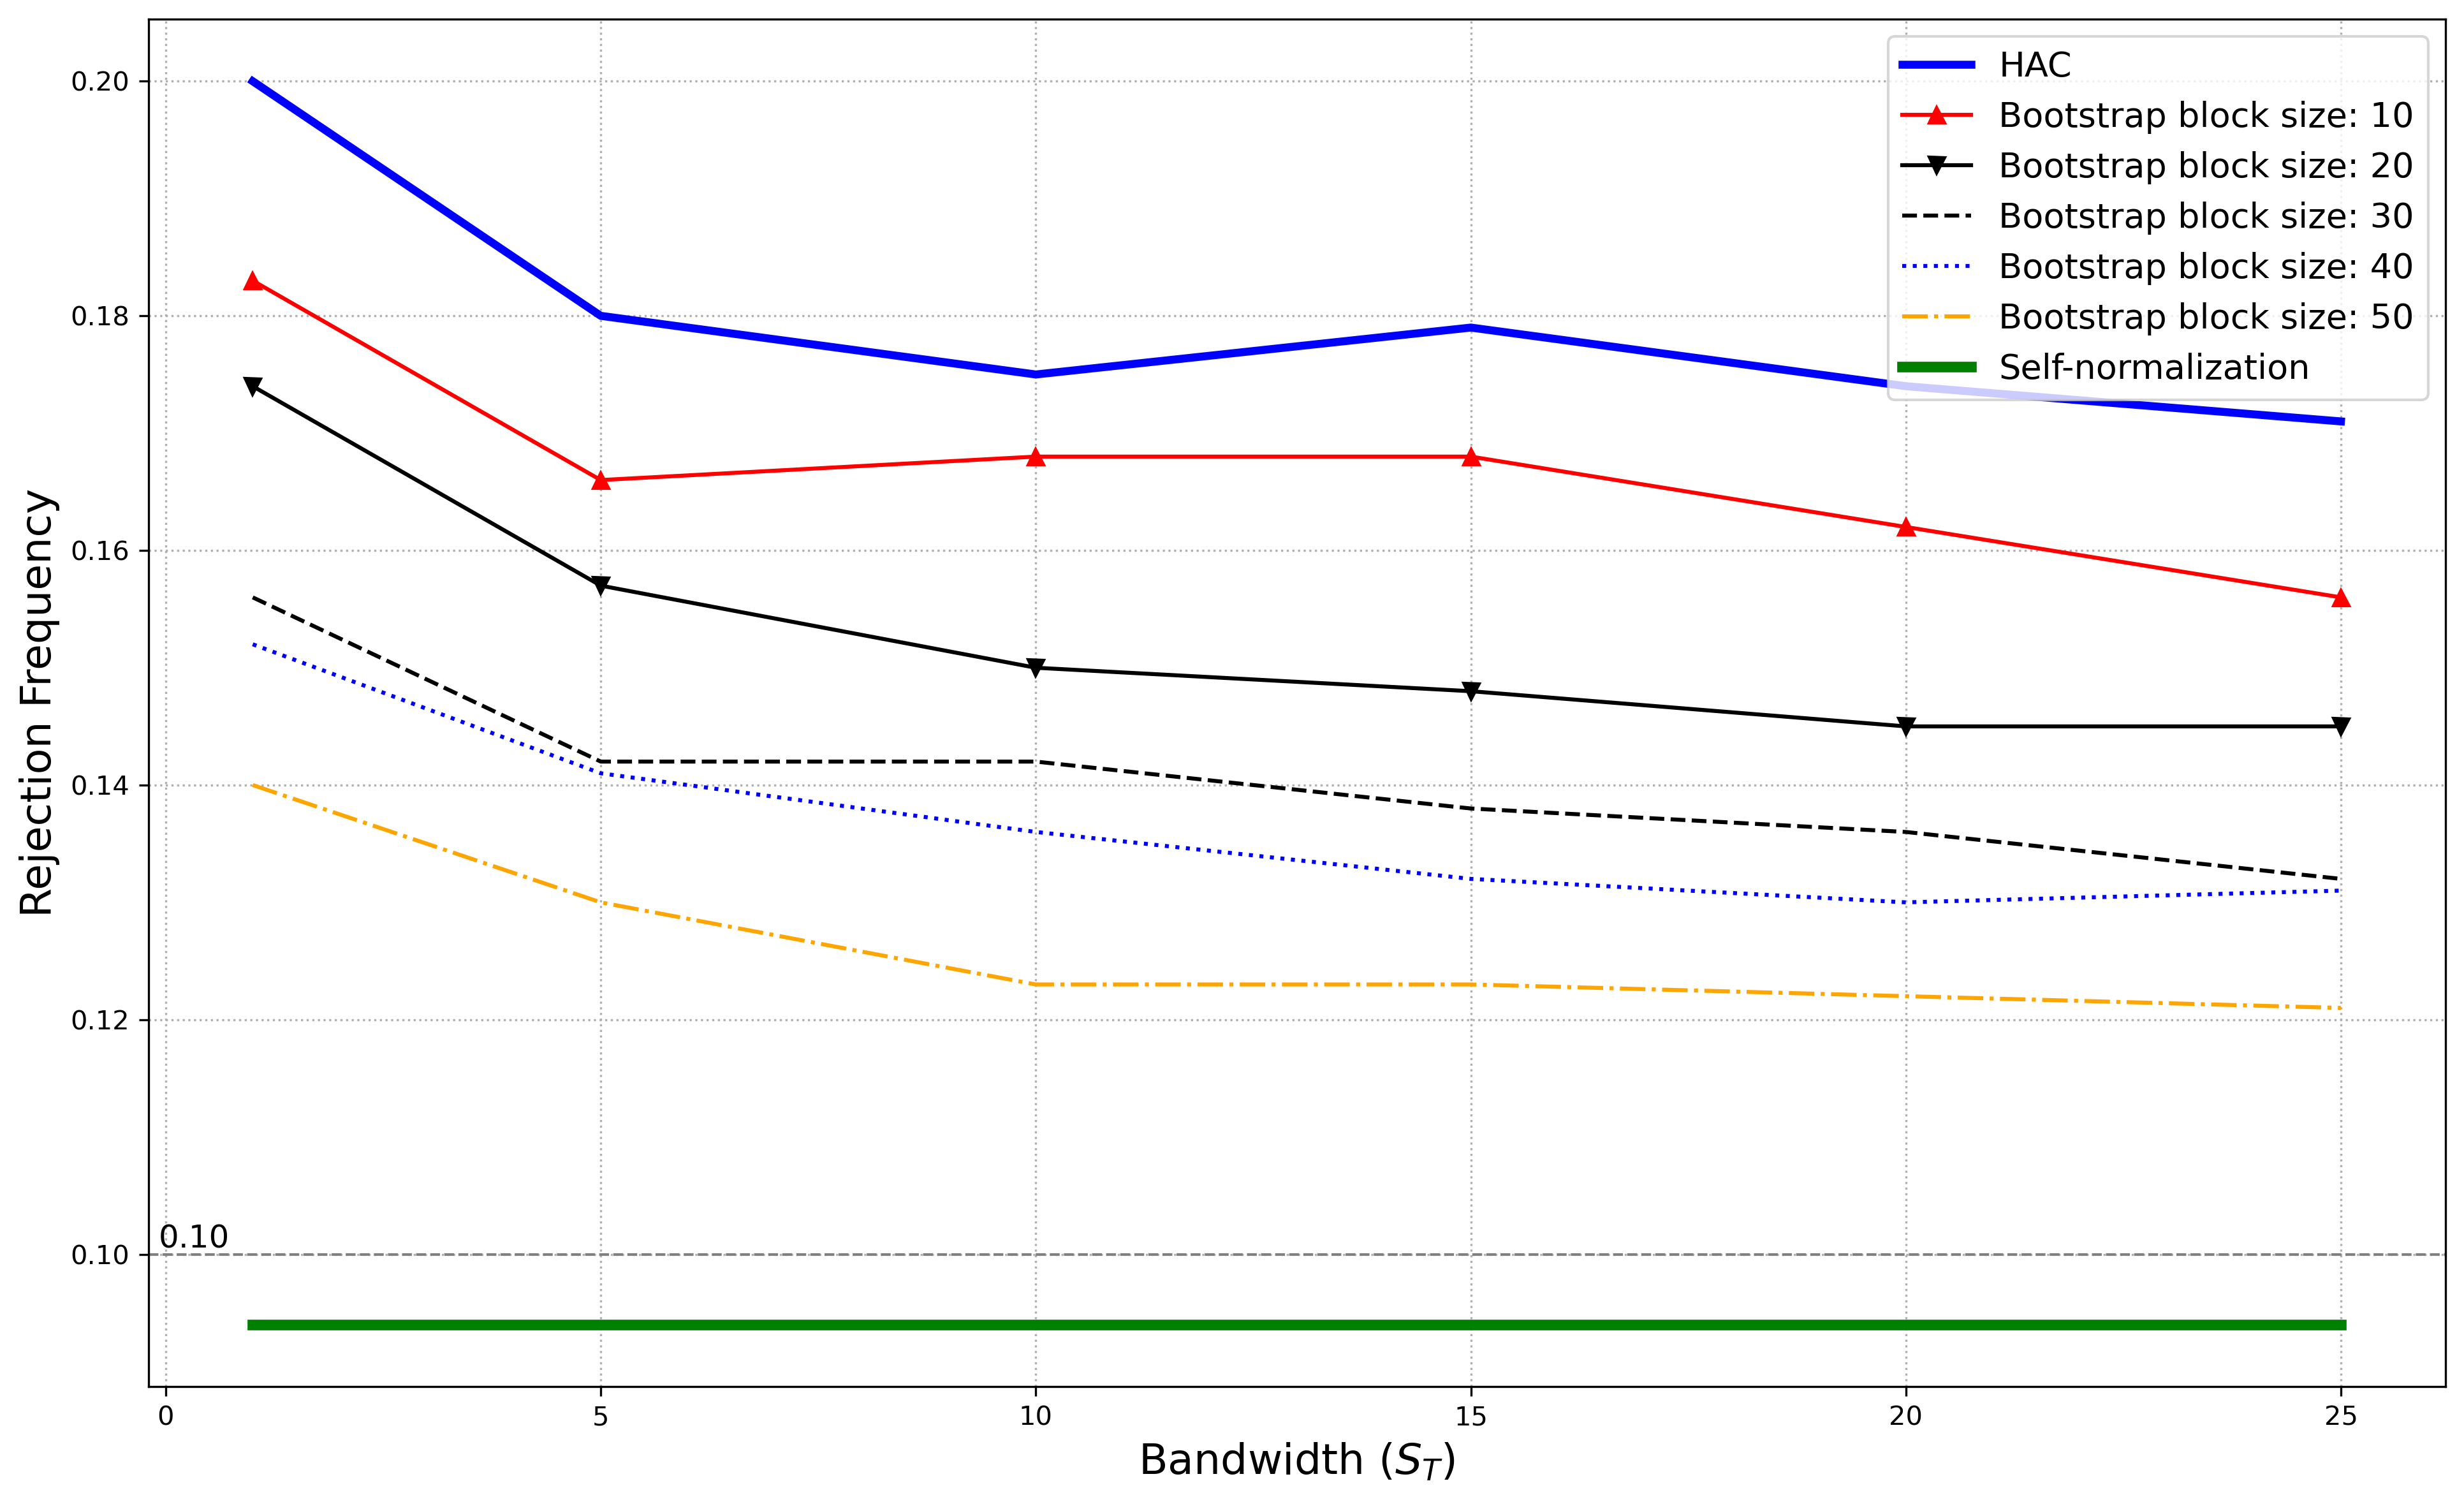 HAC
Bootstrap block size: 10
Bootstrap block size: 20
Bootstrap block size: 30
Bootstrap block size: 40
Bootstrap block size: 50
Self-normalization
Rejection Frequency
0.20
0.18
0.16
0.14
0.12
0.10
0.10
0 5 10 15 20 25
Bandwidth (S_T)